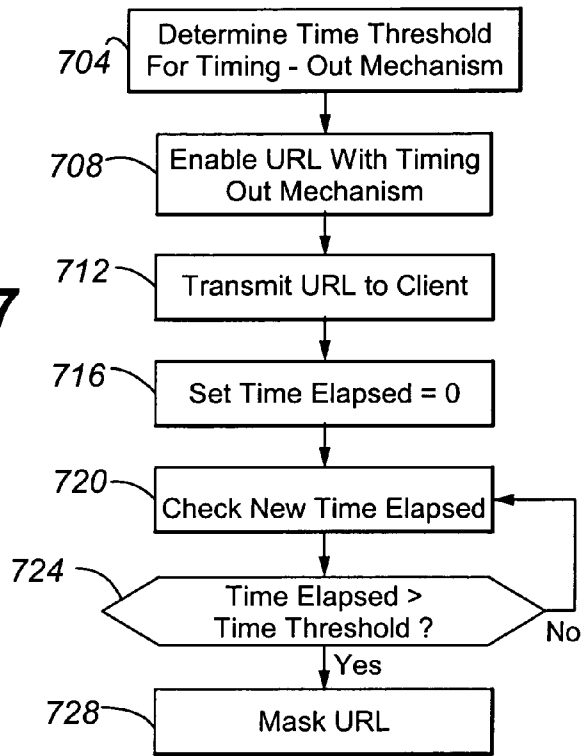 704
Determine Time Threshold
For Timing - Out Mechanism
708
Enable URL With Timing
Out Mechanism
712
Transmit URL to Client
7
716
Set Time Elapsed = 0
720
Check New Time Elapsed
724
Time Elapsed >
Time Threshold ?
No
Yes
728
Mask URL